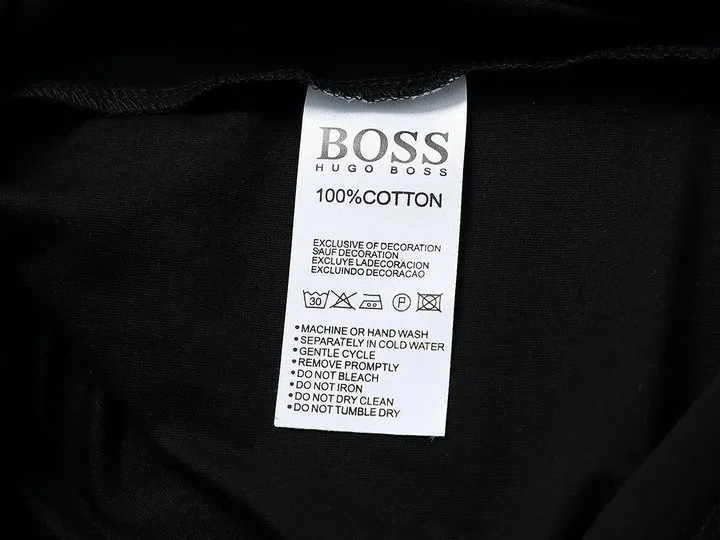 BOSS
HUGO BOSS
100%COTTON
EXCLUSIVE OF DECORATION
SAUF DECORATION
EXCLUYE LADECORACION
EXCLUINDO DECORACAO
30 P
•MACHINE OR HAND WASH
•SEPARATELY IN COLD WATER
•GENTLE CYCLE
•REMOVE PROMPTLY
•DO NOT BLEACH
•DO NOT IRON
•DO NOT DRY CLEAN
•DO NOT TUMBLE DRY